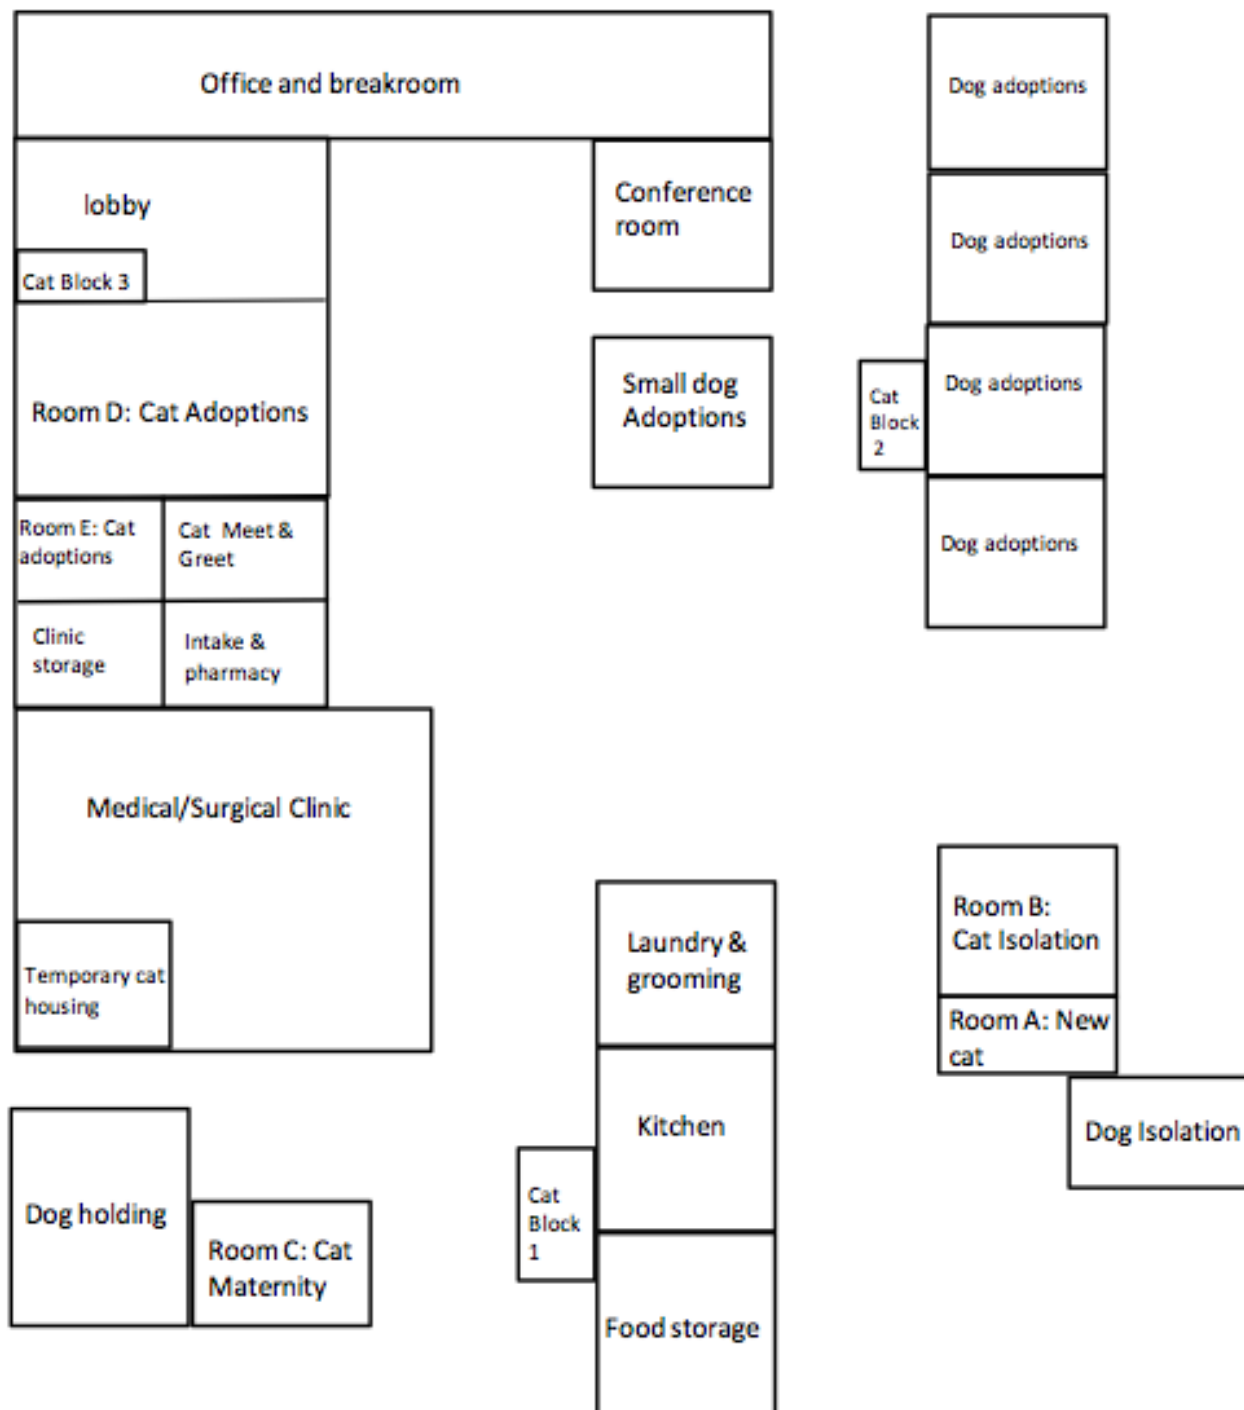 Office and breakroom
Dog adoptions
lobby
Conference
room
Dog adoptions
Cat Block 3
Room D: Cat Adoptions
Small dog
Adoptions
Cat
Block
2
Dog adoptions
Room E: Cat
adoptions
Cat Meet &
Greet
Dog adoptions
Clinic
storage
Intake &
pharmacy
Medical/Surgical Clinic
Temporary cat
housing
Laundry &
grooming
Room B:
Cat Isolation
Room A: New
cat
Kitchen
Dog Isolation
Dog holding
Room C: Cat
Maternity
Cat
Block
1
Food storage